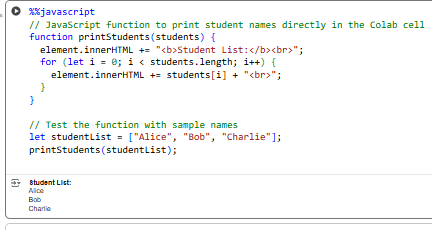 %%javascript
// JavaScript function to print student names directly in the Colab cell
function printStudents(students) {
  element.innerHTML += "<b>Student List:</b><br>";
  for (let i = 0; i < students.length; i++) {
    element.innerHTML += students[i] + "<br>";
  }
}

// Test the function with sample names
let studentList = ["Alice", "Bob", "Charlie"];
printStudents(studentList);
Student List:
Alice
Bob
Charlie